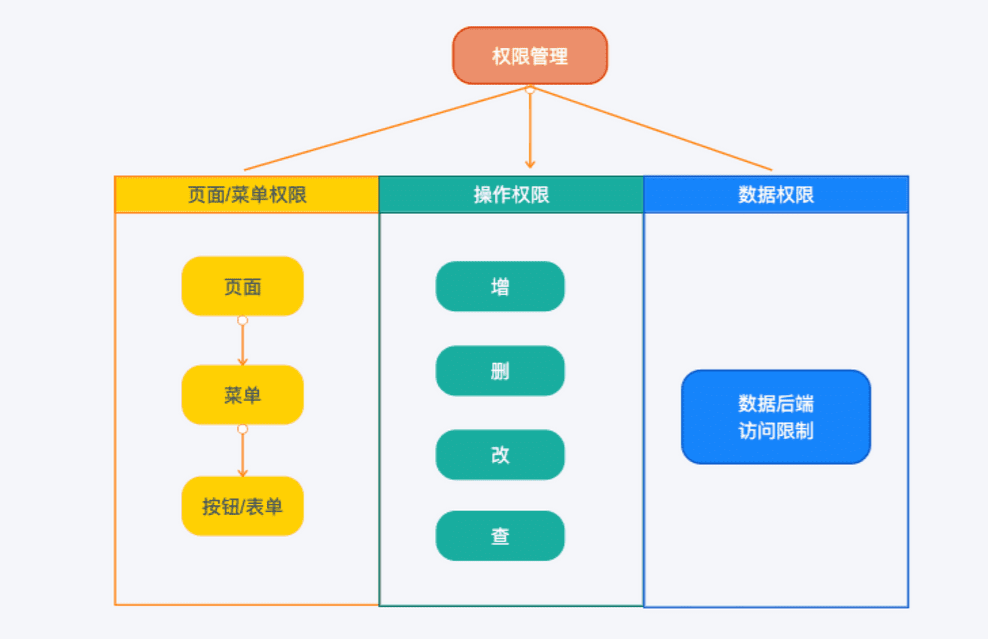 权限管理
页面/菜单权限
操作权限
数据权限
页面
菜单
按钮/表单
增
删
改
查
数据后端
访问限制